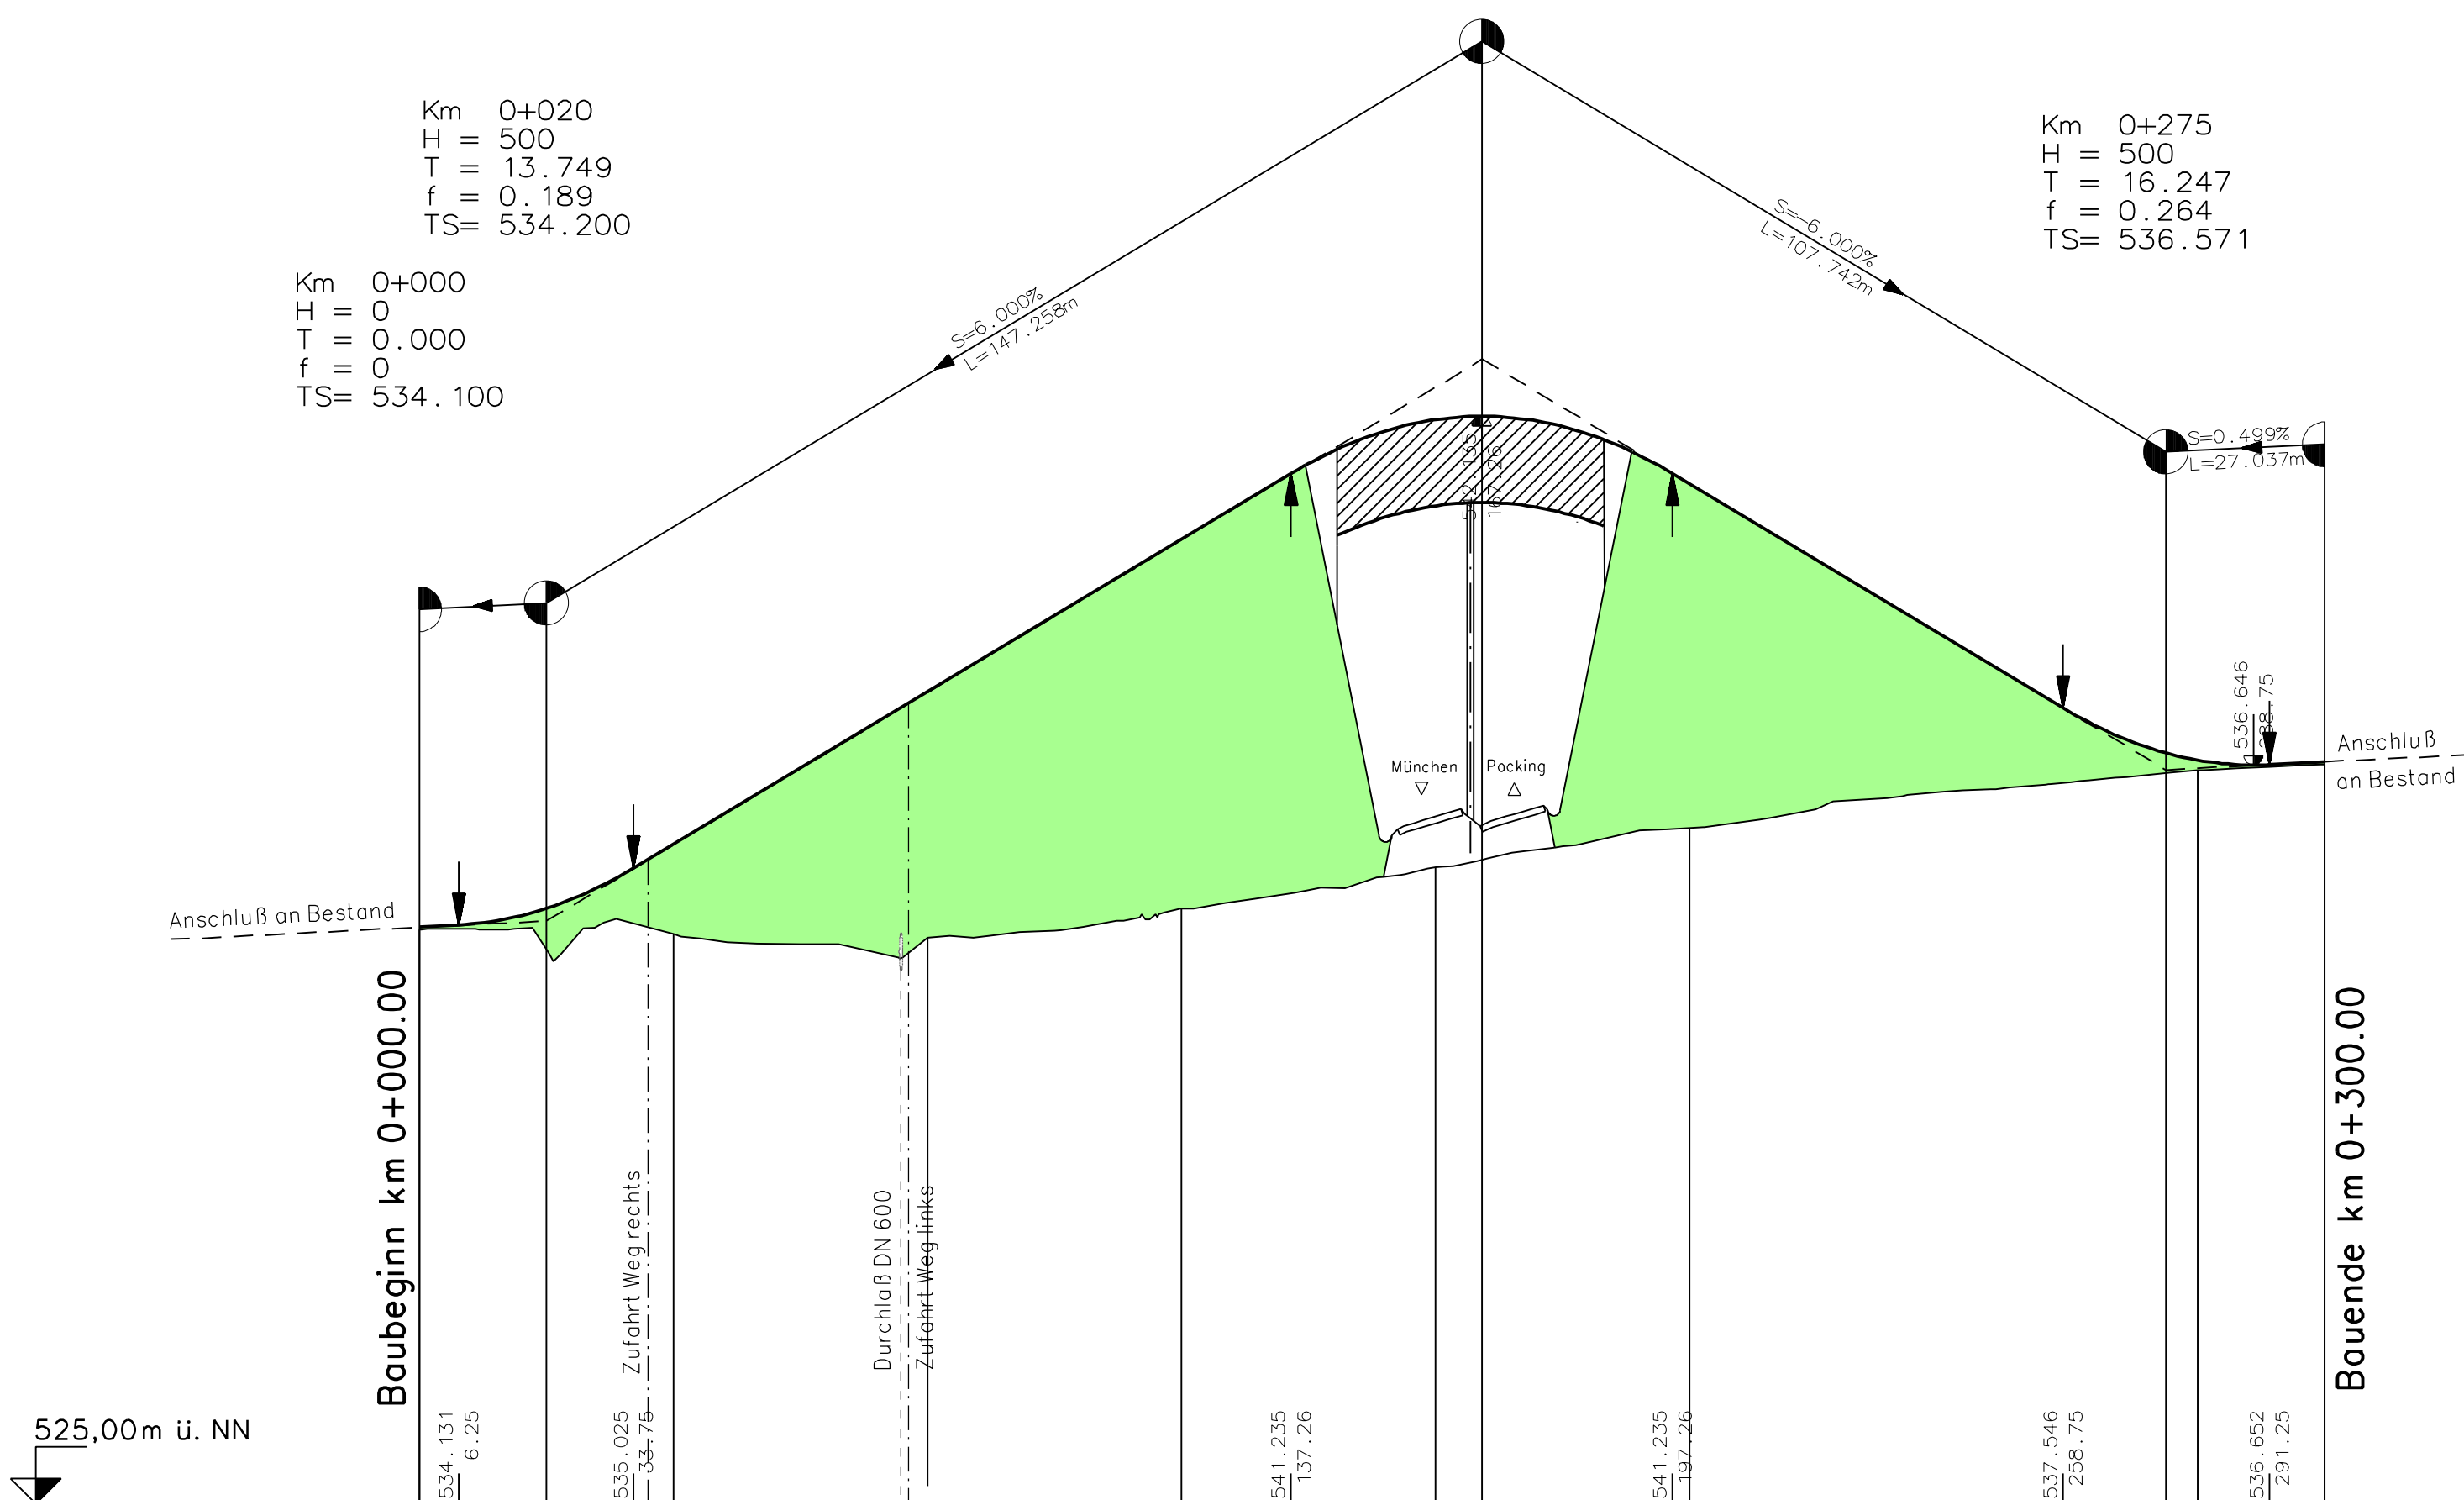 Km 0+020
H = 500
T = 13.749
f = 0.189
TS= 534.200
Km 0+275
H = 500
T = 16.247
f = 0.264
TS= 536.571
Km 0+000
H = 0
T = 0.000
f = 0
TS= 534.100
S=6.000%
L=147.258m
S=-6.000%
L=107.742m
S=0.499%
L=27.037m
542.135
167.26
536.646
288.75
München
Pocking
Anschluß an Bestand
Anschluß
an Bestand
Baubeginn km 0+000.00
Zufahrt Weg rechts
Durchlaß DN 600
Zufahrt Weg links
Bauende km 0+300.00
525,00m ü. NN
534.131
6.25
535.025
33.75
541.235
137.26
541.235
197.26
537.546
258.75
536.652
291.25